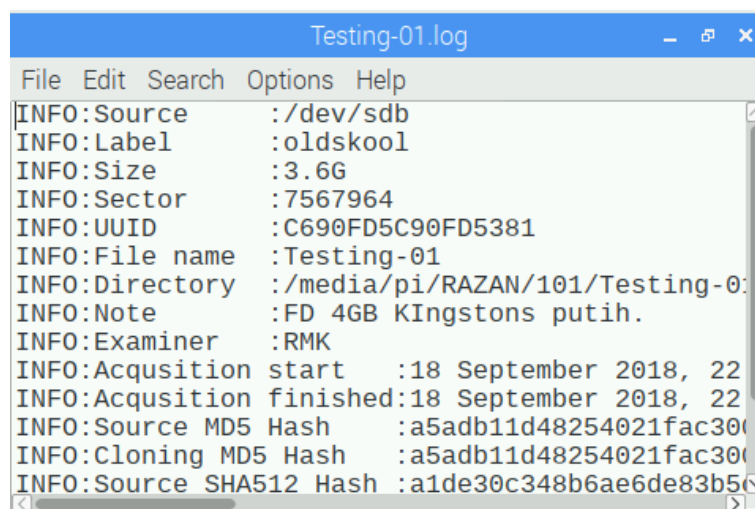 Testing-01.log
File Edit Search Options Help
INFO:Source :/dev/sdb
INFO:Label :oldskool
INFO:Size :3.6G
INFO:Sector :7567964
INFO:UUID :C690FD5C90FD5381
INFO:File name :Testing-01
INFO:Directory :/media/pi/RAZAN/101/Testing-01
INFO:Note :FD 4GB KIngstons putih.
INFO:Examiner :RMK
INFO:Acqusition start :18 September 2018, 22
INFO:Acqusition finished:18 September 2018, 22
INFO:Source MD5 Hash :a5adb11d48254021fac300
INFO:Cloning MD5 Hash :a5adb11d48254021fac300
INFO:Source SHA512 Hash :a1de30c348b6ae6de83b5